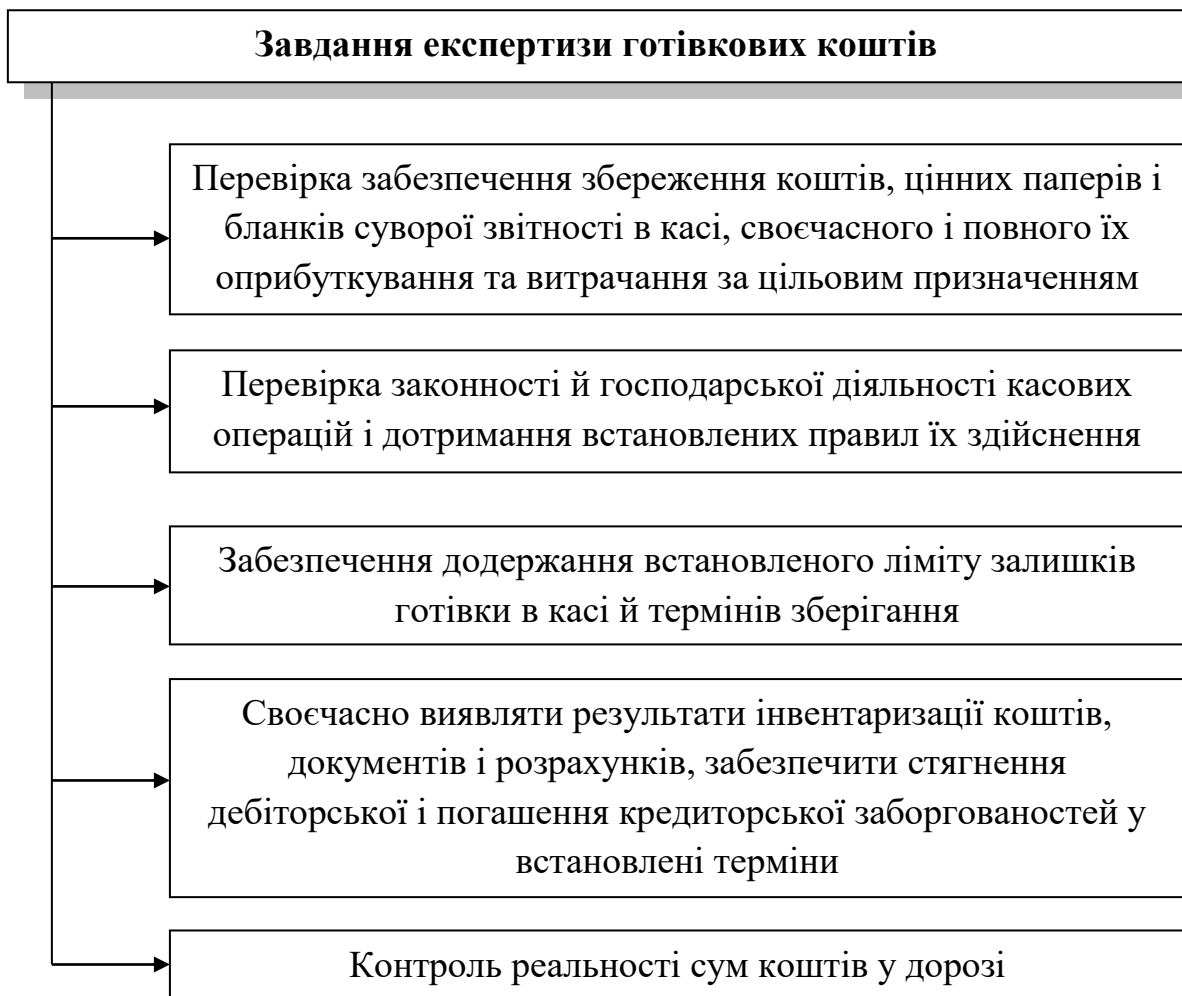 Завдання експертизи готівкових коштів
Перевірка забезпечення збереження коштів, цінних паперів і
бланків суворої звітності в касі, своєчасного і повного їх
оприбуткування та витрачання за цільовим призначенням
Перевірка законності й господарської діяльності касових
операцій і дотримання встановлених правил їх здійснення
Забезпечення додержання встановленого ліміту залишків
готівки в касі й термінів зберігання
Своєчасно виявляти результати інвентаризації коштів,
документів і розрахунків, забезпечити стягнення
дебіторської і погашення кредиторської заборгованостей у
встановлені терміни
Контроль реальності сум коштів у дорозі